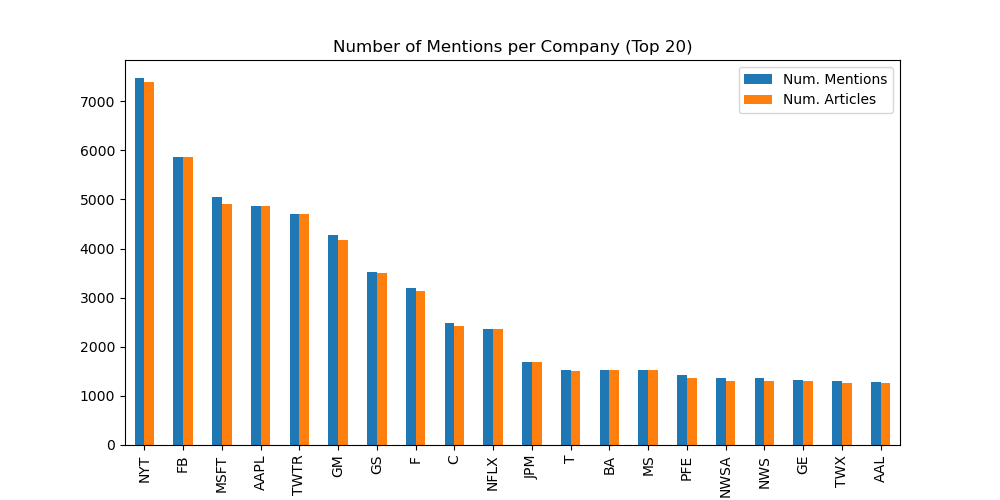 Number of Mentions per Company (Top 20)
Num. Mentions
Num. Articles
7000
6000
5000
4000
3000
2000
1000
0
NYT
FB
MSFT
AAPL
TWTTR
GM
GS
F
C
NFLX
JPM
T
BA
MS
PFE
NWSA
NWS
GE
TWX
AAL